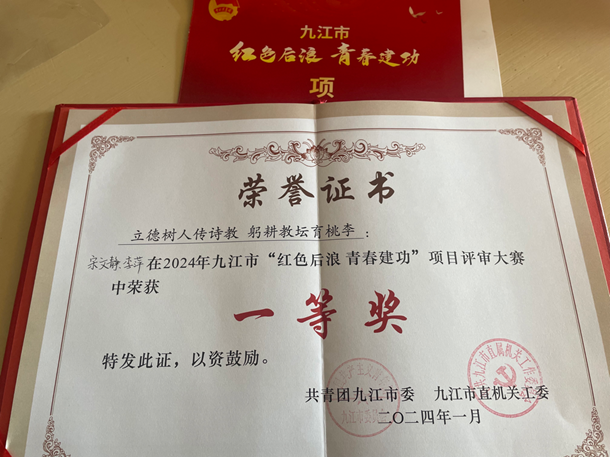 九江市
红色后浪 青春建功
项
荣誉证书
立德树人传诗教 躬耕教坛育桃李：
宋文静 李萍 在2024年九江市“红色后浪 青春建功”项目评审大赛
中荣获
一等奖
特发此证，以资鼓励。
共青团九江市委 九江市直机关工委
二〇二四年一月